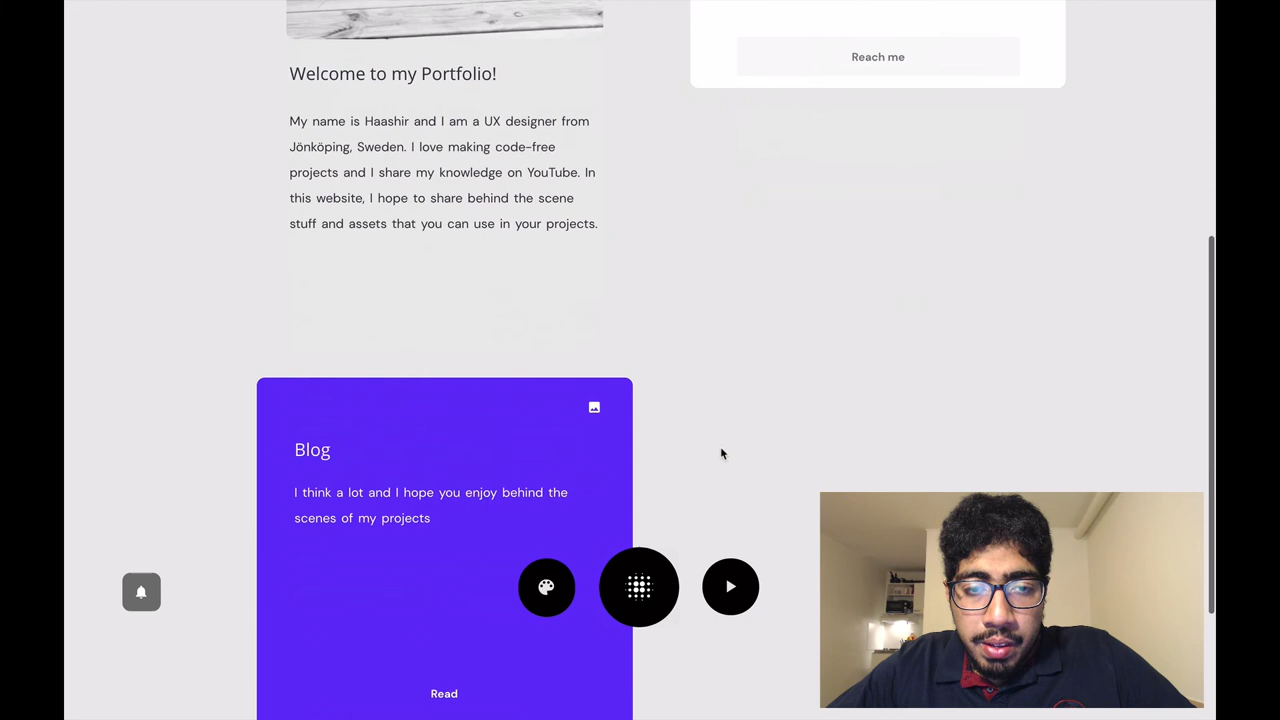 Welcome to my Portfolio!
My name is Haashir and I am a UX designer from
Jönköping, Sweden. I love making code-free
projects and I share my knowledge on YouTube. In
this website, I hope to share behind the scene
stuff and assets that you can use in your projects.
Reach me
Blog
I think a lot and I hope you enjoy behind the
scenes of my projects
Read